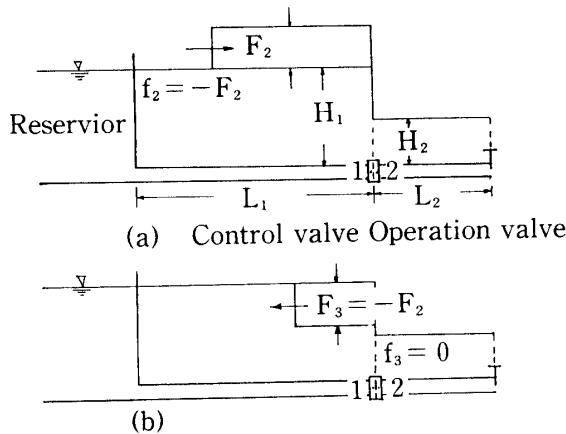 F₂
f₂ = −F₂
Reservior
H₁
H₂
1 2
L₁ L₂
(a) Control valve Operation valve
F₃ = −F₂
f₃ = 0
1 2
(b)